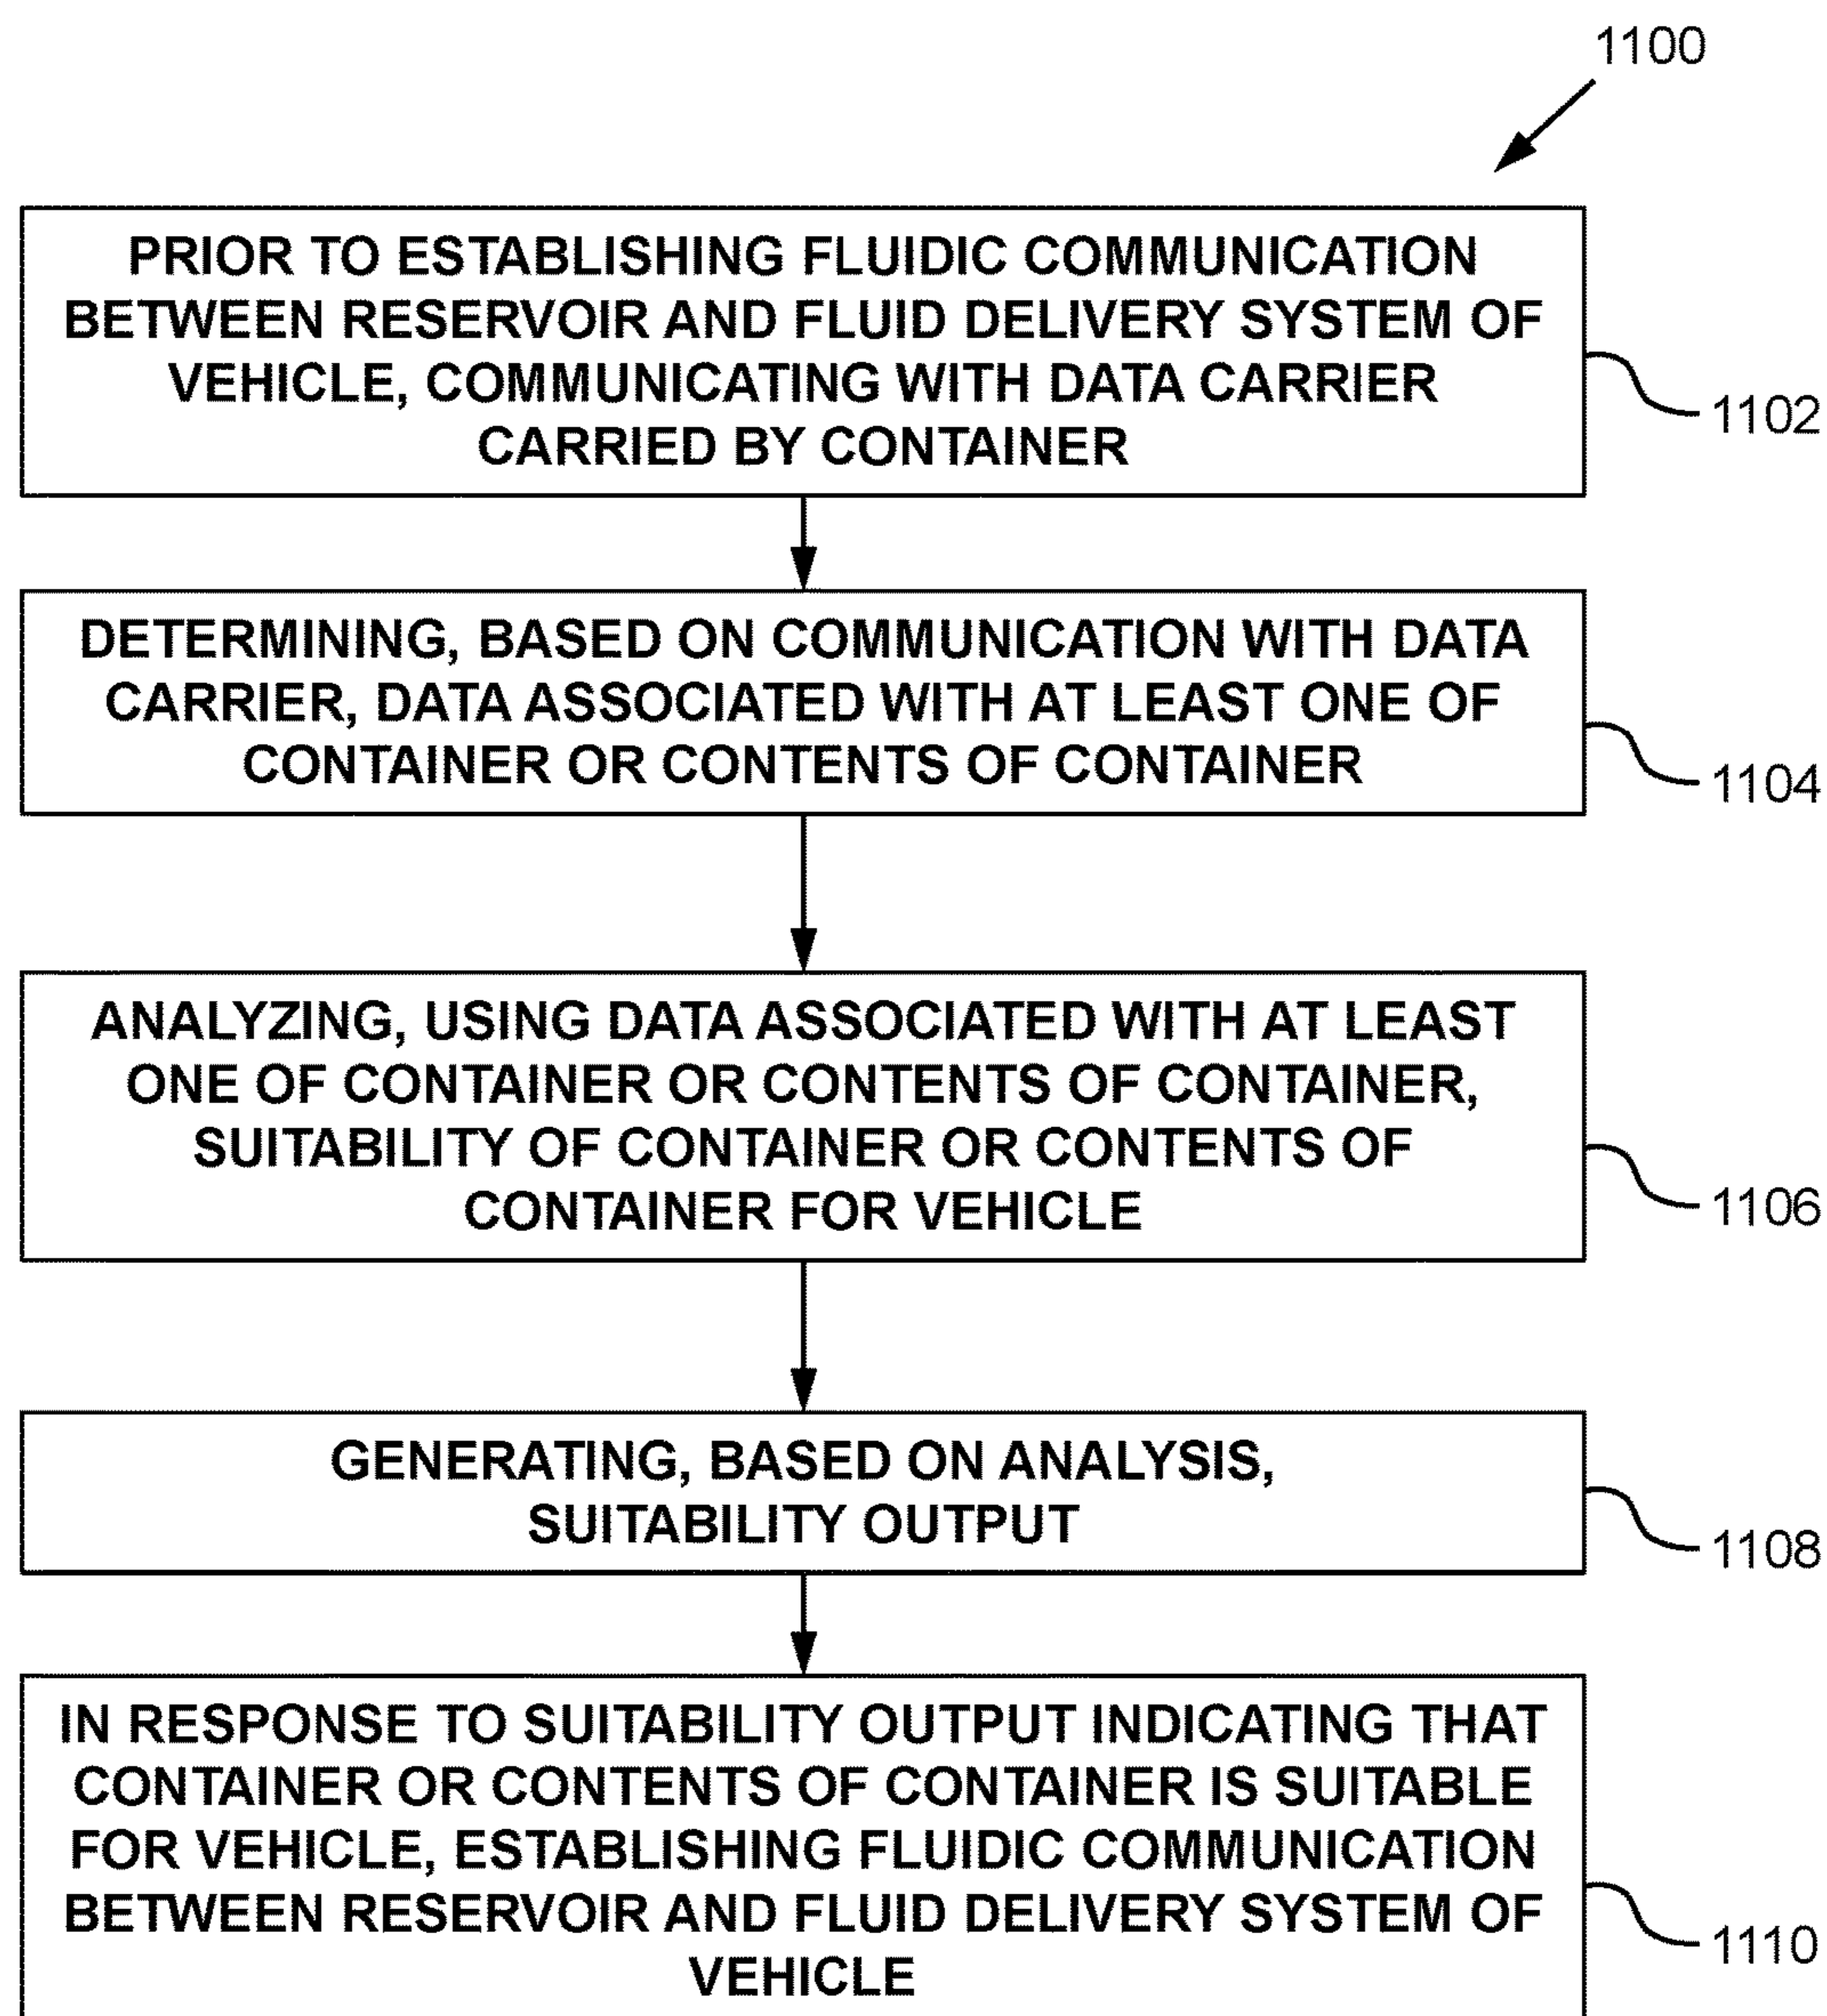 1100
PRIOR TO ESTABLISHING FLUIDIC COMMUNICATION
BETWEEN RESERVOIR AND FLUID DELIVERY SYSTEM OF
VEHICLE, COMMUNICATING WITH DATA CARRIER
CARRIED BY CONTAINER
1102
DETERMINING, BASED ON COMMUNICATION WITH DATA
CARRIER, DATA ASSOCIATED WITH AT LEAST ONE OF
CONTAINER OR CONTENTS OF CONTAINER
1104
ANALYZING, USING DATA ASSOCIATED WITH AT LEAST
ONE OF CONTAINER OR CONTENTS OF CONTAINER,
SUITABILITY OF CONTAINER OR CONTENTS OF
CONTAINER FOR VEHICLE
1106
GENERATING, BASED ON ANALYSIS,
SUITABILITY OUTPUT
1108
IN RESPONSE TO SUITABILITY OUTPUT INDICATING THAT
CONTAINER OR CONTENTS OF CONTAINER IS SUITABLE
FOR VEHICLE, ESTABLISHING FLUIDIC COMMUNICATION
BETWEEN RESERVOIR AND FLUID DELIVERY SYSTEM OF
VEHICLE
1110